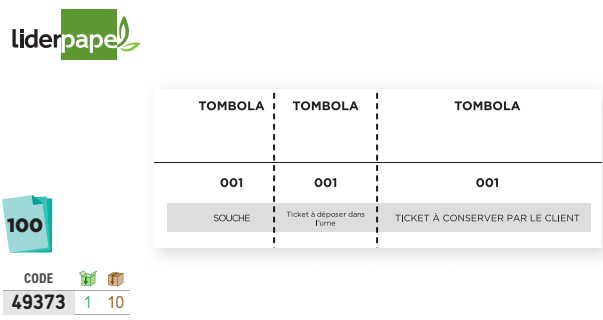 liderpapel
TOMBOLA TOMBOLA TOMBOLA
001 001 001
SOUCHE Ticket à déposer dans TICKET À CONSERVER PAR LE CLIENT
l'urne
100
CODE
49373 1 10